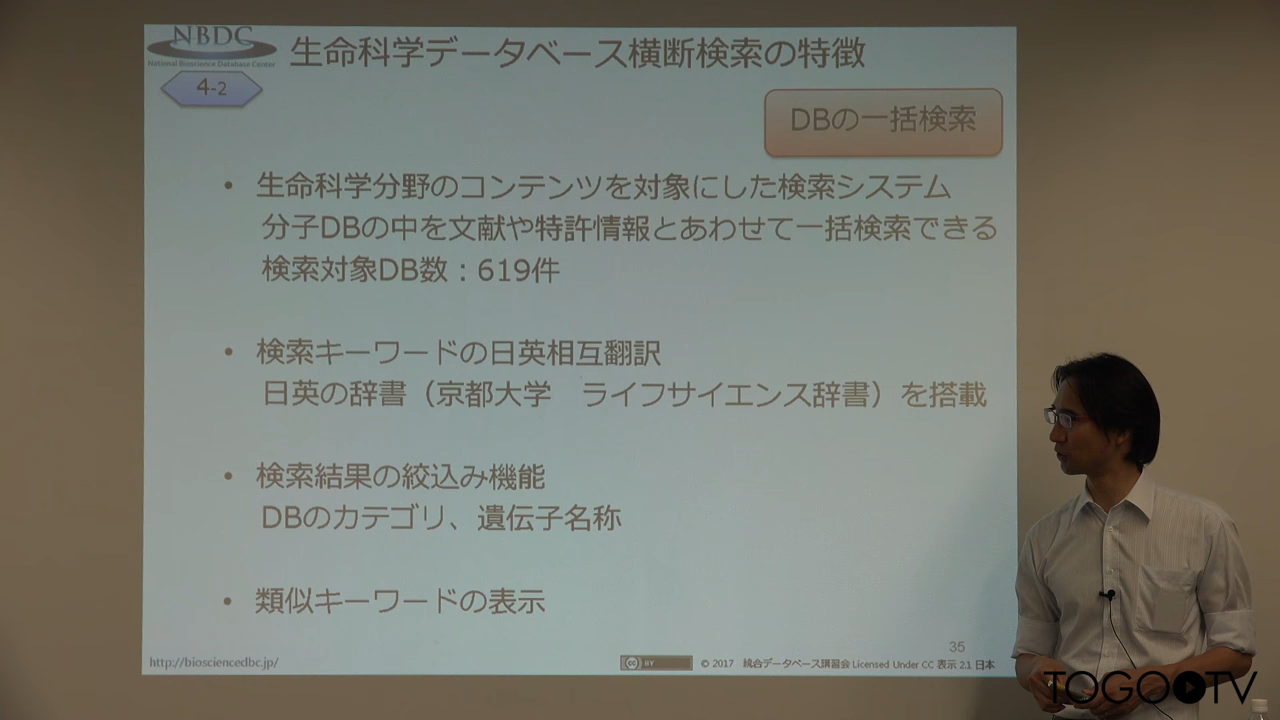 NBDC
National Bioscience Database Center
生命科学データベース横断検索の特徴
4-2
DBの一括検索
• 生命科学分野のコンテンツを対象にした検索システム
分子DBの中を文献や特許情報とあわせて一括検索できる
検索対象DB数：619件
• 検索キーワードの日英相互翻訳
日英の辞書（京都大学　ライフサイエンス辞書）を搭載
• 検索結果の絞込み機能
DBのカテゴリ、遺伝子名称
• 類似キーワードの表示
35
http://biosciencedbc.jp/
cc BY
© 2017 統合データベース講習会 Licensed Under CC 表示 2.1 日本
TOGO TV